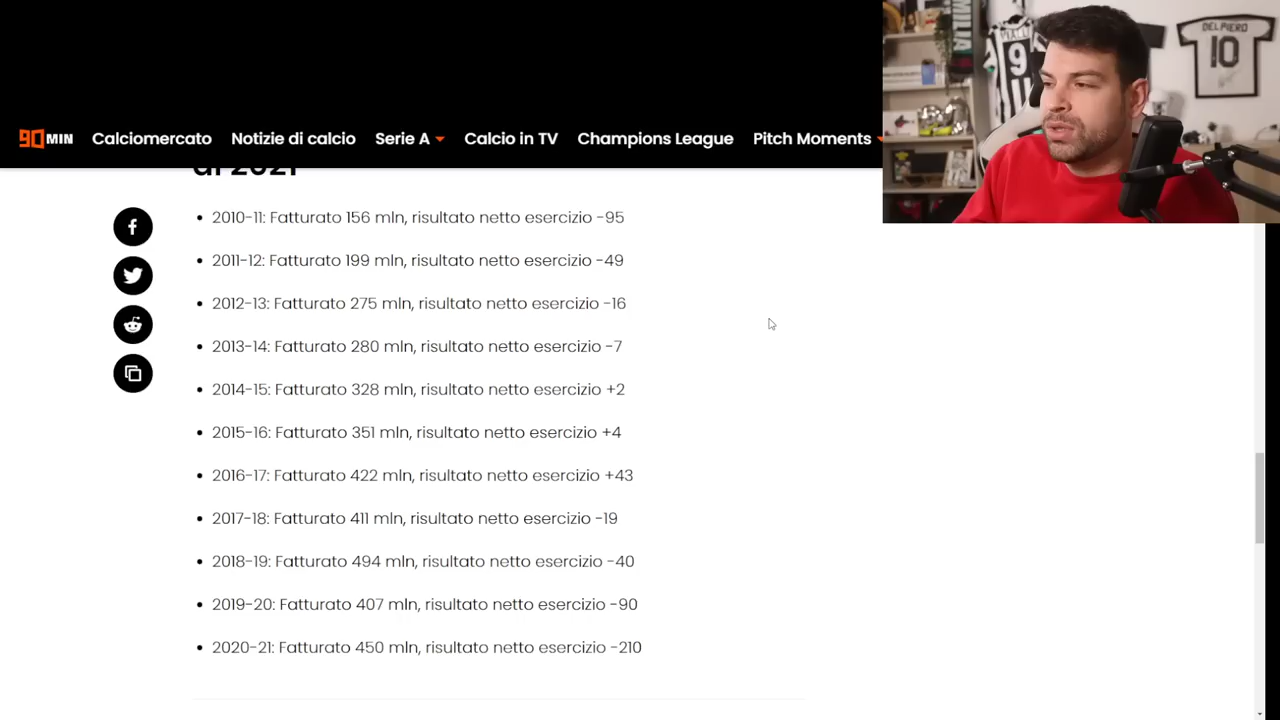 90MIN Calciomercato Notizie di calcio Serie A Calcio in TV Champions League Pitch Moments
di 2021
• 2010-11: Fatturato 156 mln, risultato netto esercizio -95
• 2011-12: Fatturato 199 mln, risultato netto esercizio -49
• 2012-13: Fatturato 275 mln, risultato netto esercizio -16
• 2013-14: Fatturato 280 mln, risultato netto esercizio -7
• 2014-15: Fatturato 328 mln, risultato netto esercizio +2
• 2015-16: Fatturato 351 mln, risultato netto esercizio +4
• 2016-17: Fatturato 422 mln, risultato netto esercizio +43
• 2017-18: Fatturato 411 mln, risultato netto esercizio -19
• 2018-19: Fatturato 494 mln, risultato netto esercizio -40
• 2019-20: Fatturato 407 mln, risultato netto esercizio -90
• 2020-21: Fatturato 450 mln, risultato netto esercizio -210
DEL PIERO
10
9